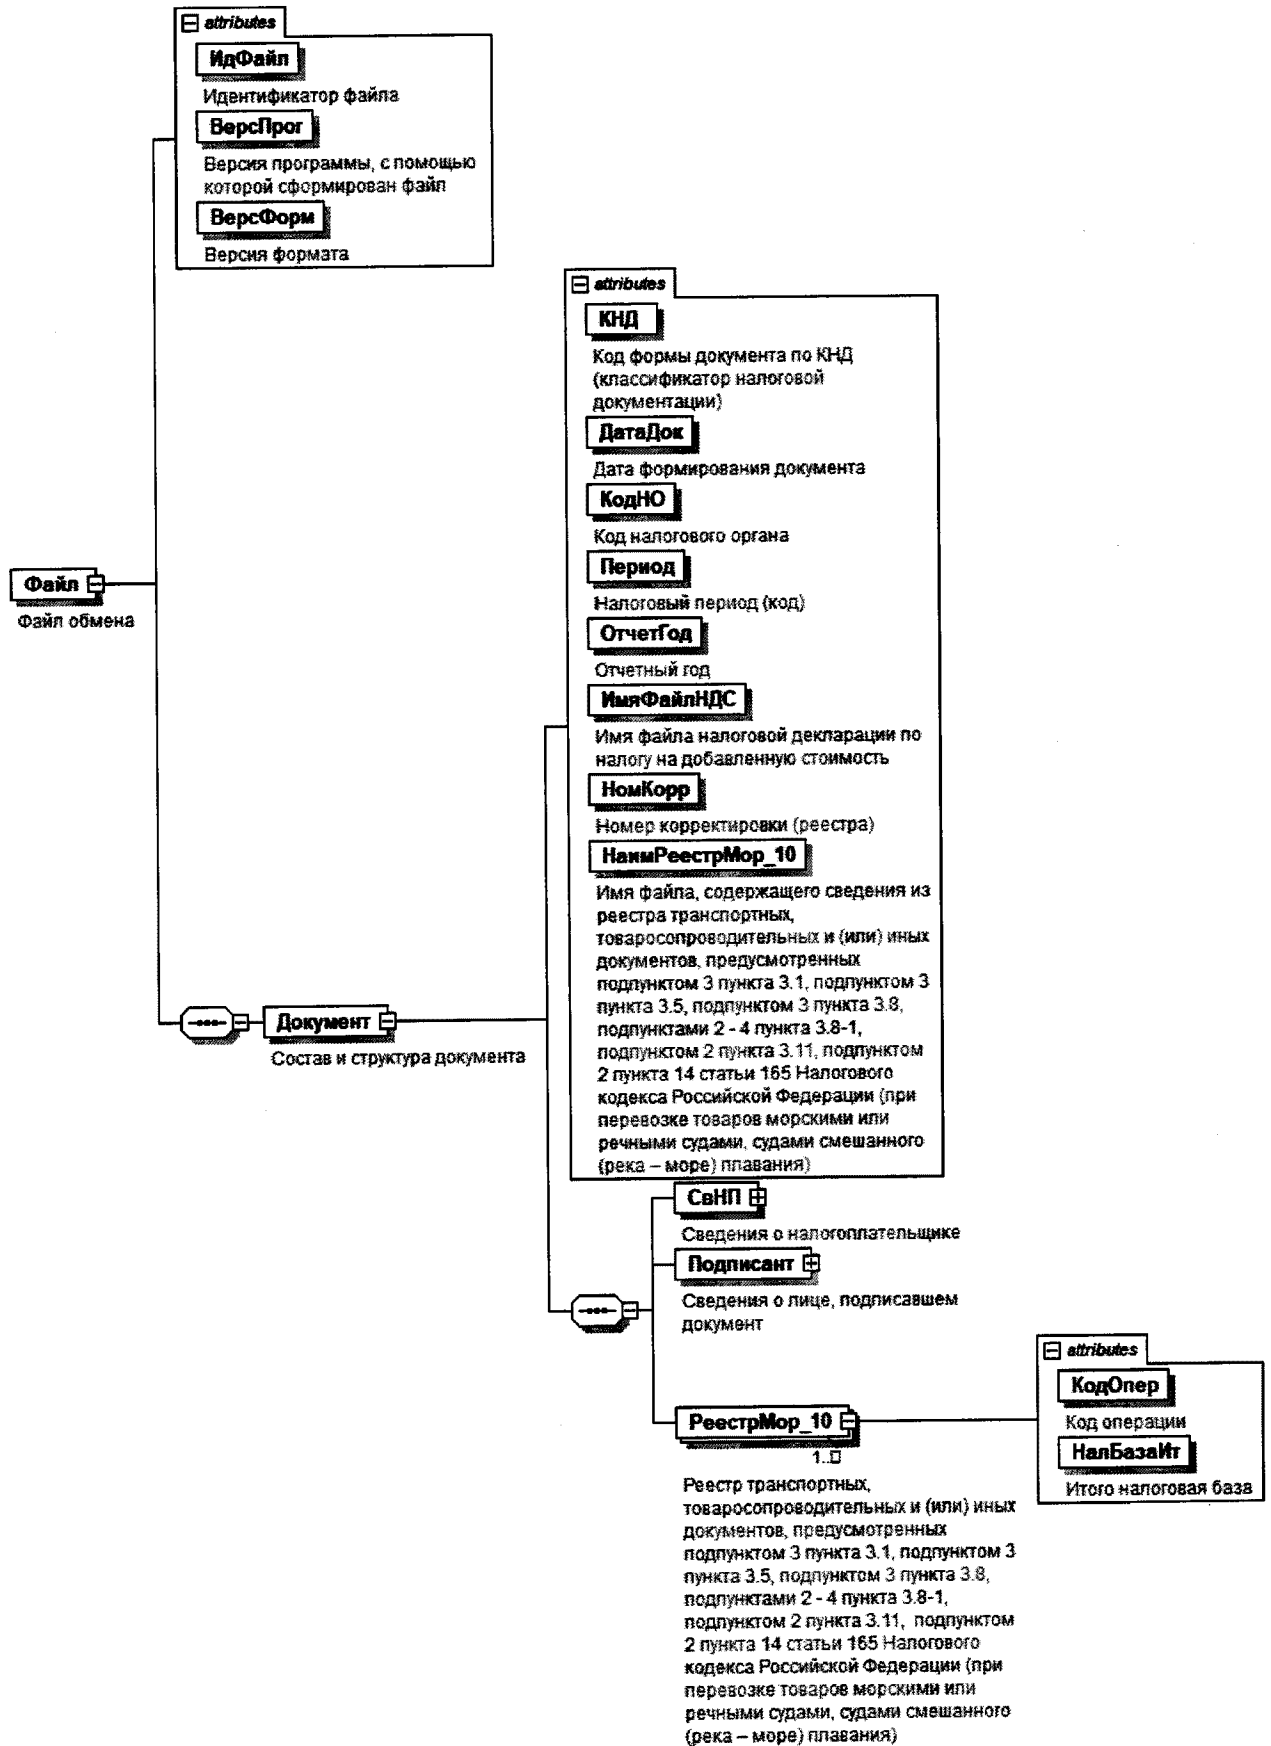 attributes
ИдФайл
Идентификатор файла
ВерсПрог
Версия программы, с помощью
которой сформирован файл
ВерсФорм
Версия формата
attributes
КНД
Код формы документа по КНД
(классификатор налоговой
документации)
ДатаДок
Дата формирования документа
КодНО
Код налогового органа
Период
Налоговый период (код)
ОтчетГод
Отчетный год
ИмяФайлНДС
Имя файла налоговой декларации по
налогу на добавленную стоимость
НомКорр
Номер корректировки (реестра)
НаимРеестрМор_10
Имя файла, содержащего сведения из
реестра транспортных,
товаросопроводительных и (или) иных
документов, предусмотренных
подпунктом 3 пункта 3.1, подпунктом 3
пункта 3.5, подпунктом 3 пункта 3.8,
подпунктами 2 - 4 пункта 3.8-1,
подпунктом 2 пункта 3.11, подпунктом
2 пункта 14 статьи 165 Налогового
кодекса Российской Федерации (при
перевозке товаров морскими или
речными судами, судами смешанного
(река – море) плавания)
Файл
Файл обмена
Документ
Состав и структура документа
СвНП
Сведения о налогоплательщике
Подписант
Сведения о лице, подписавшем
документ
РеестрМор_10
1..
Реестр транспортных,
товаросопроводительных и (или) иных
документов, предусмотренных
подпунктом 3 пункта 3.1, подпунктом 3
пункта 3.5, подпунктом 3 пункта 3.8,
подпунктами 2 - 4 пункта 3.8-1,
подпунктом 2 пункта 3.11, подпунктом
2 пункта 14 статьи 165 Налогового
кодекса Российской Федерации (при
перевозке товаров морскими или
речными судами, судами смешанного
(река – море) плавания)
attributes
КодОпер
Код операции
НалБазаИт
Итого налоговая база